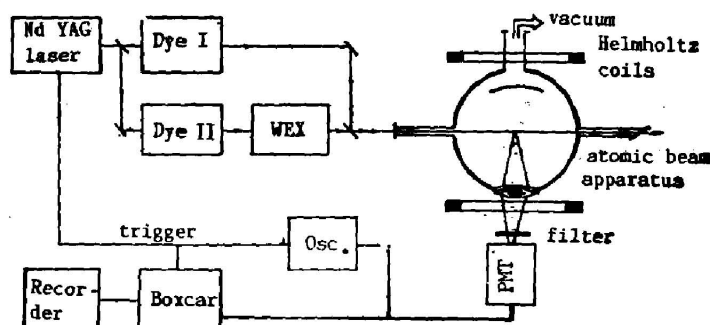 Nd YAG
laser
Dye I
Dye II
WEX
vacuum
Helmholtz
coils
atomic beam
apparatus
filter
PMT
trigger
Osc.
Recor-
der
Boxcar